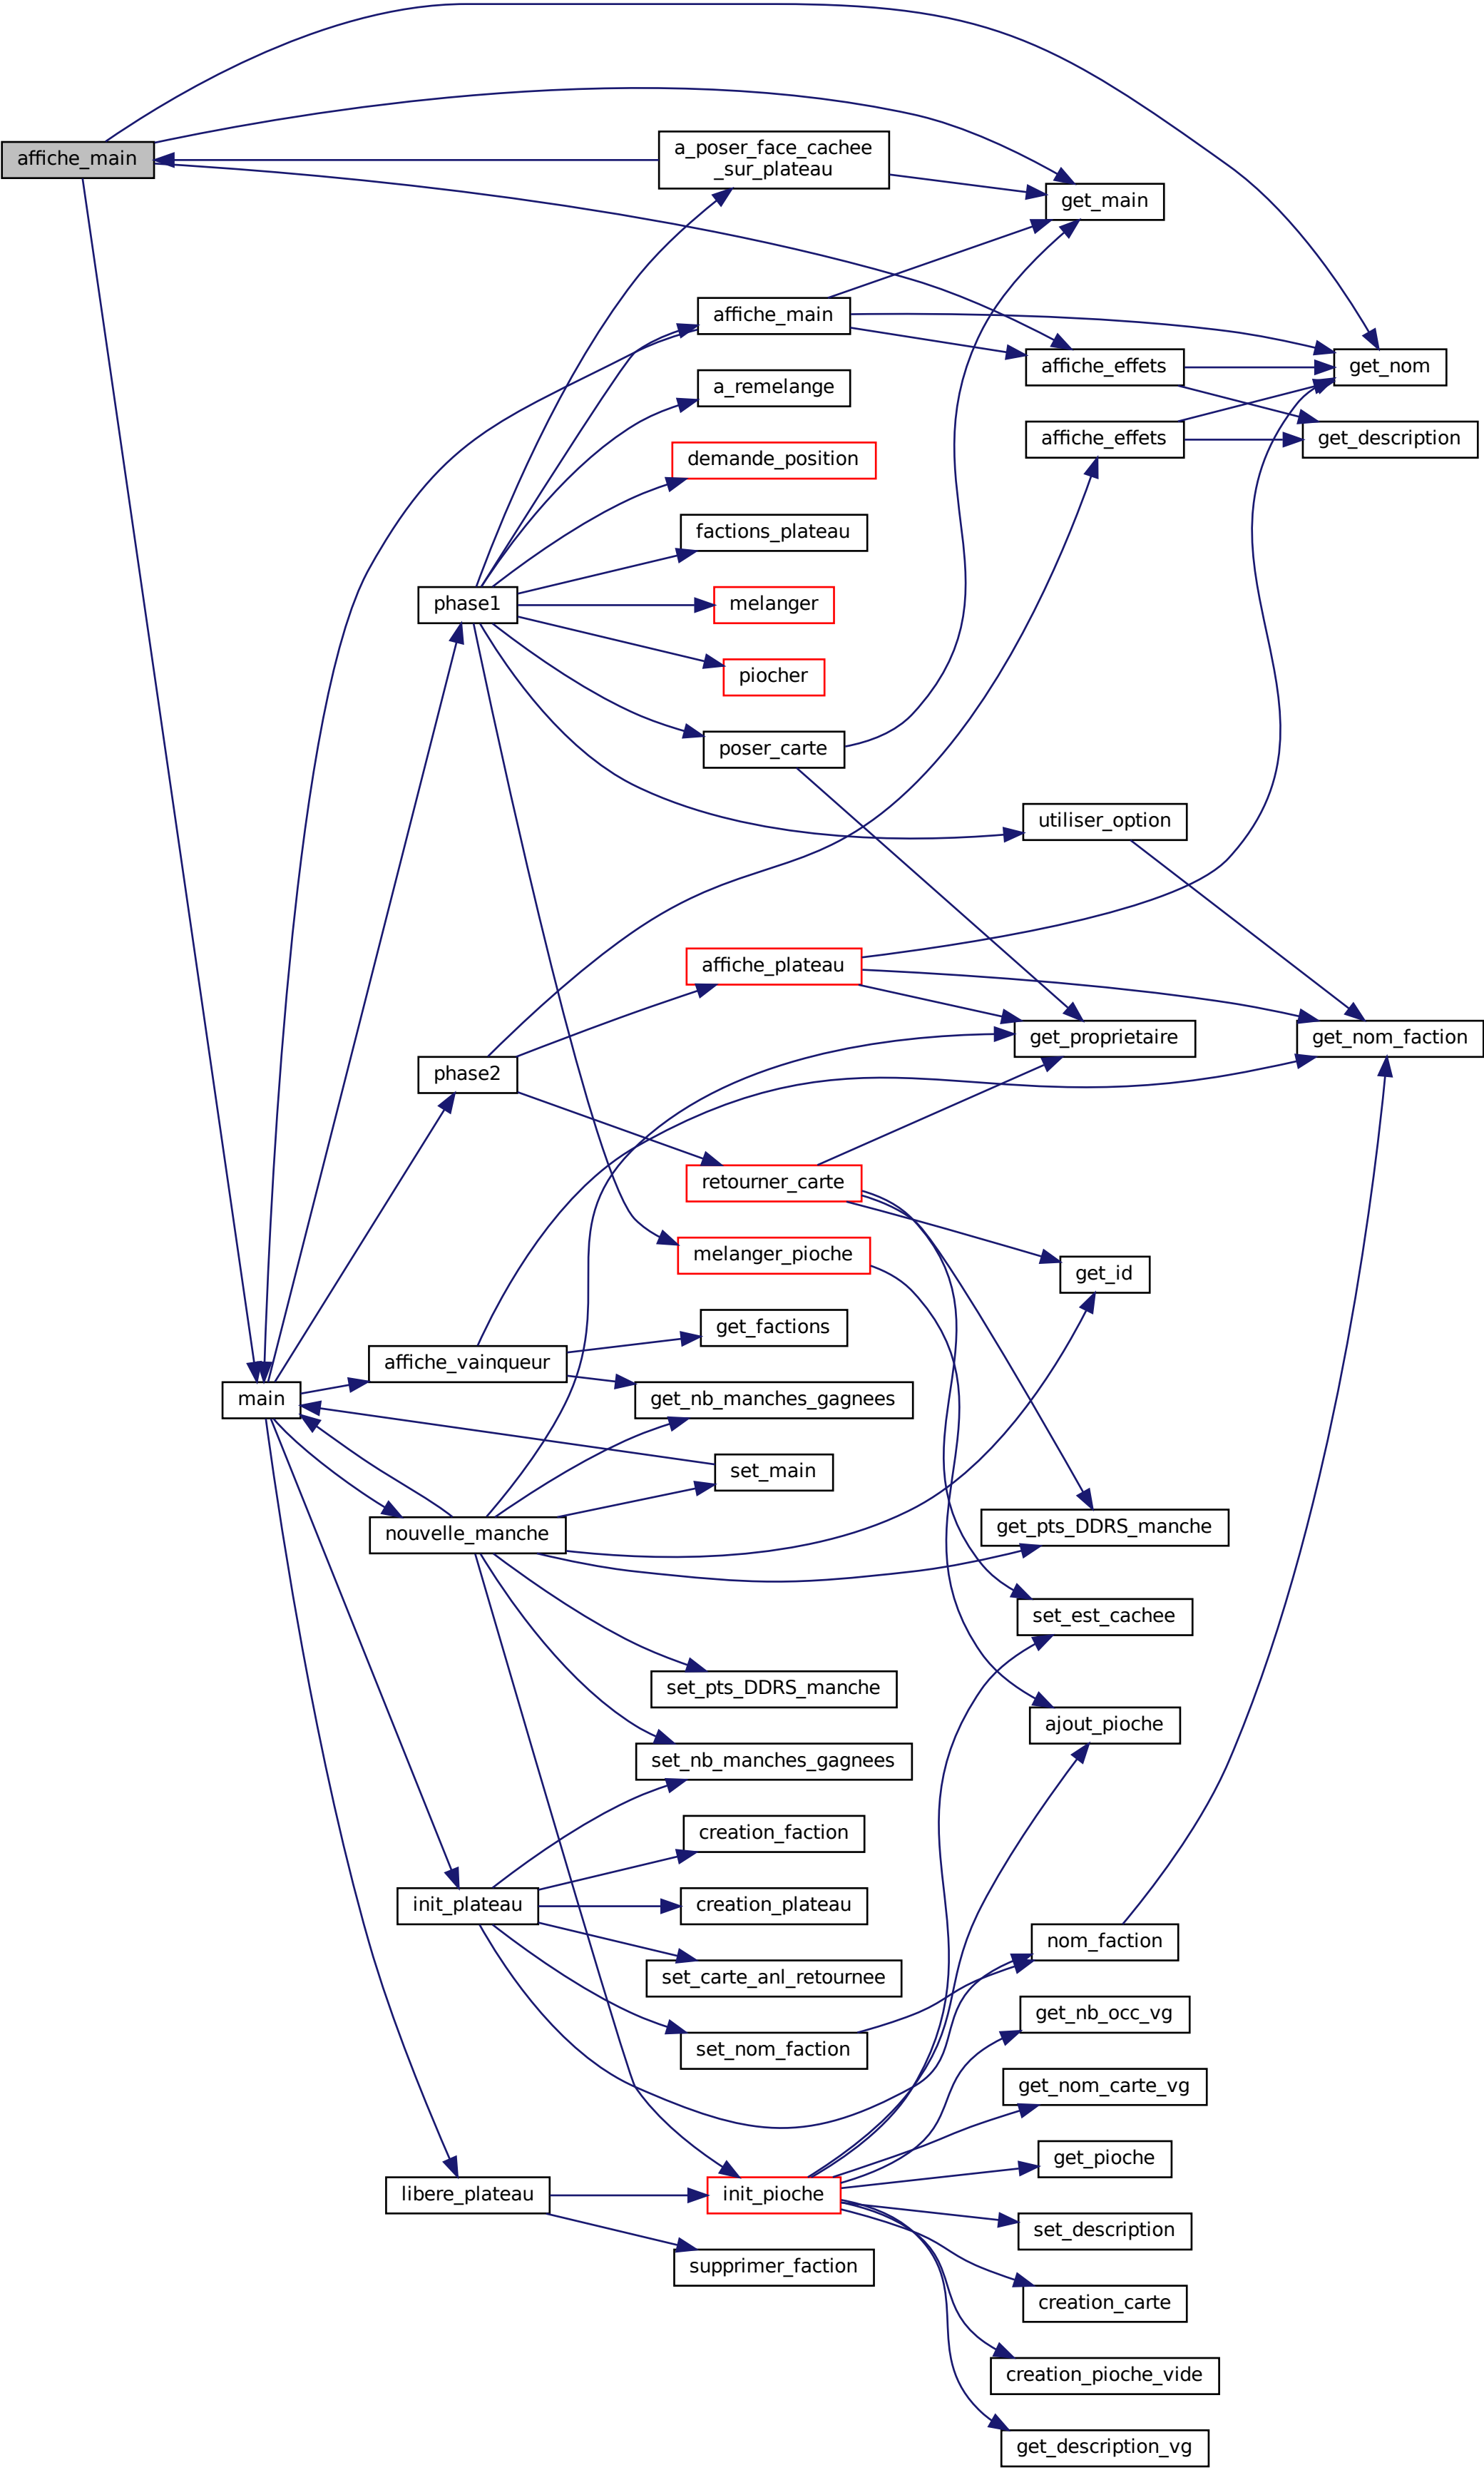 affiche_main
a_poser_face_cachee
_sur_plateau
get_main
affiche_main
affiche_effets
get_nom
a_remelange
affiche_effets
get_description
demande_position
factions_plateau
phase1
melanger
piocher
poser_carte
utiliser_option
affiche_plateau
get_proprietaire
get_nom_faction
phase2
retourner_carte
melanger_pioche
get_id
get_factions
affiche_vainqueur
main
get_nb_manches_gagnees
set_main
nouvelle_manche
get_pts_DDRS_manche
set_est_cachee
set_pts_DDRS_manche
ajout_pioche
set_nb_manches_gagnees
creation_faction
init_plateau
creation_plateau
nom_faction
set_carte_anl_retournee
get_nb_occ_vg
set_nom_faction
get_nom_carte_vg
get_pioche
libere_plateau
init_pioche
set_description
supprimer_faction
creation_carte
creation_pioche_vide
get_description_vg